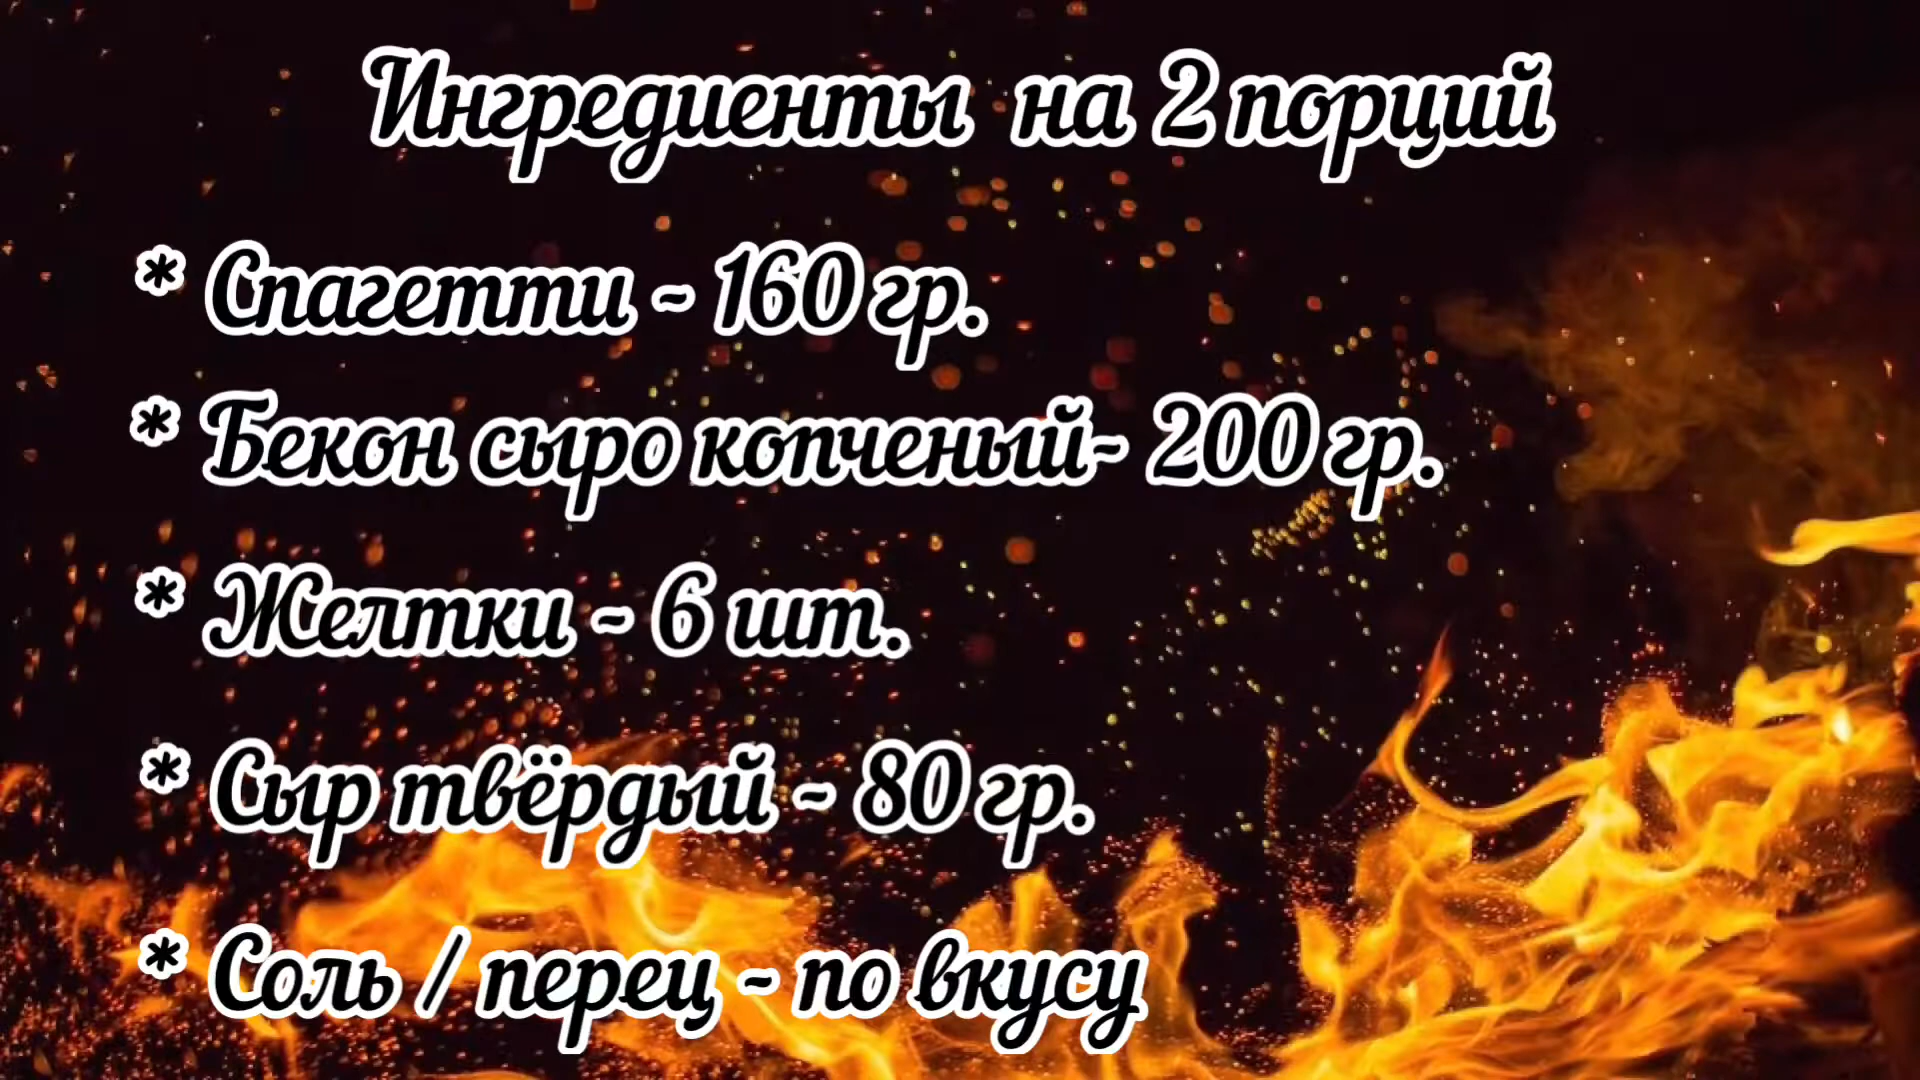 Ингредиенты на 2 порций
* Спагетти - 160 гр.
* Бекон сыро копченый- 200 гр.
* Желтки - 6 шт.
* Сыр твёрдый - 80 гр.
* Соль / перец - по вкусу